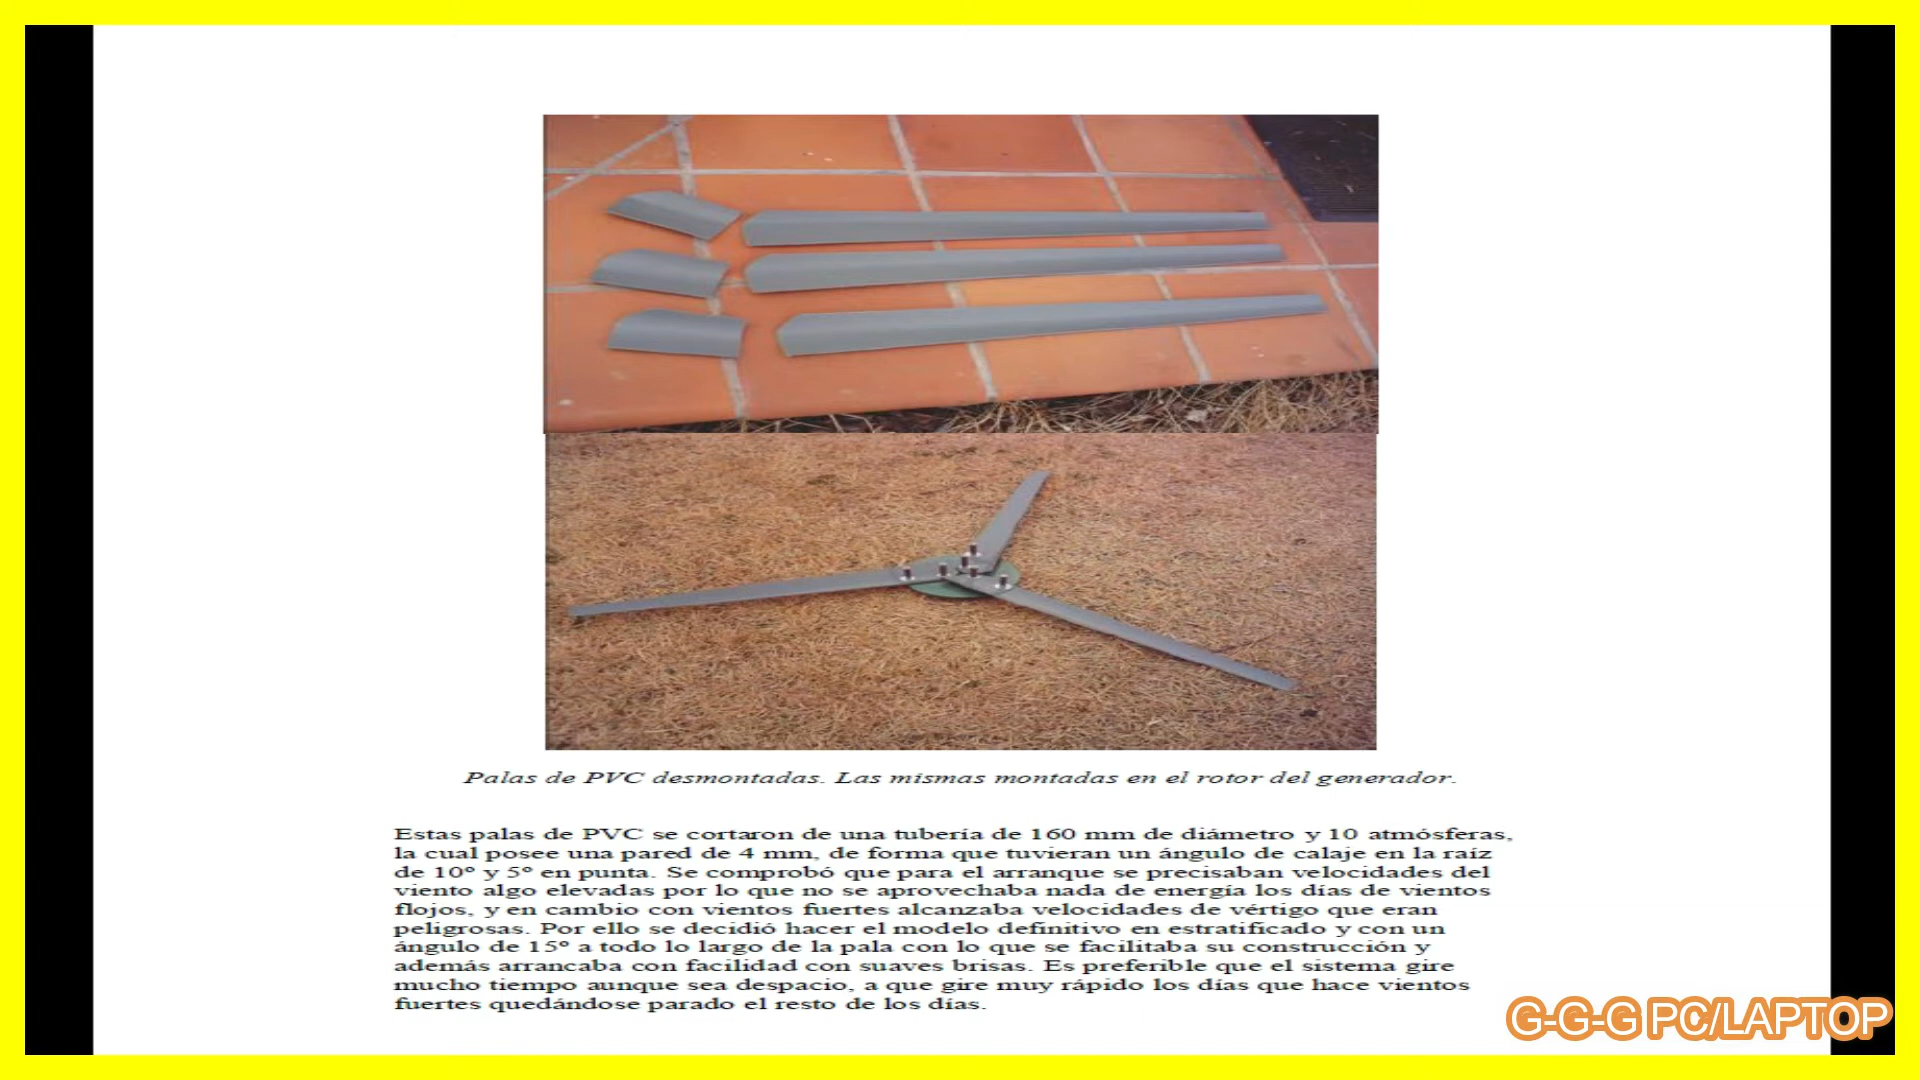 Palas de PVC desmontadas. Las mismas montadas en el rotor del generador.
Estas palas de PVC se cortaron de una tubería de 160 mm de diámetro y 10 atmósferas,
la cual posee una pared de 4 mm, de forma que tuvieran un ángulo de calaje en la raíz
de 10º y 5º en punta. Se comprobó que para el arranque se precisaban velocidades del
viento algo elevadas por lo que no se aprovechaba nada de energía los días de vientos
flojos, y en cambio con vientos fuertes alcanzaba velocidades de vértigo que eran
peligrosas. Por ello se decidió hacer el modelo definitivo en estratificado y con un
ángulo de 15º a todo lo largo de la pala con lo que se facilitaba su construcción y
además arrancaba con facilidad con suaves brisas. Es preferible que el sistema gire
mucho tiempo aunque sea despacio, a que gire muy rápido los días que hace vientos
fuertes quedándose parado el resto de los días.
G-G-G PC/LAPTOP